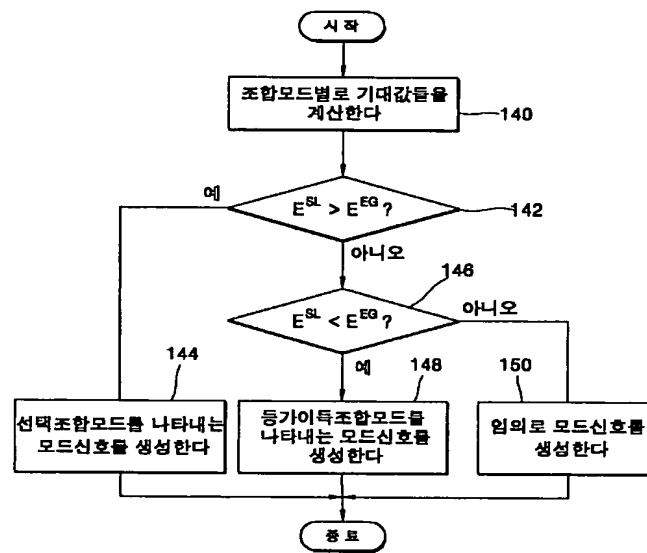 시작
조합모드별로 기대값들을
계산한다
140
예
E^SL > E^EG ?
142
아니오
146
E^SL < E^EG ?
아니오
예
144
148
150
선택조합모드를 나타내는
모드신호를 생성한다
등가이득조합모드를
나타내는 모드신호를
생성한다
임의로 모드신호를
생성한다
종료